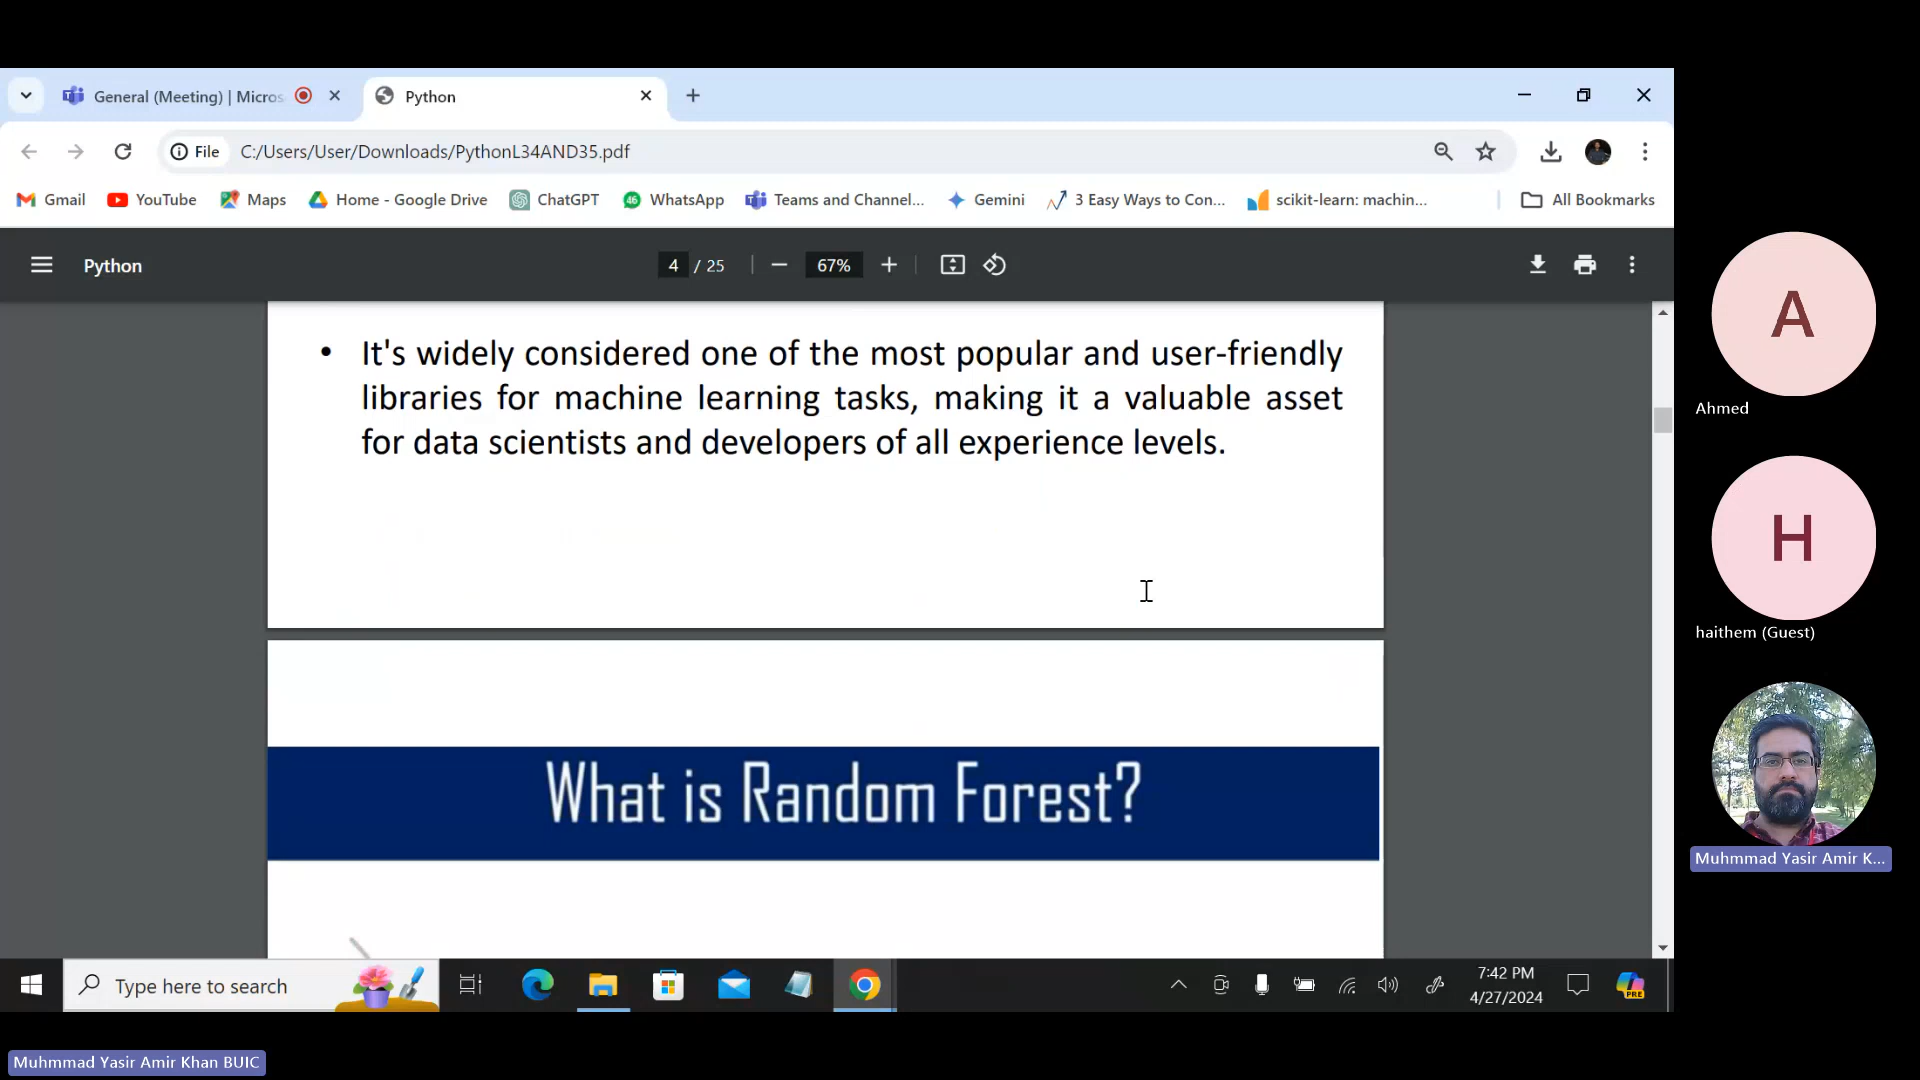 General (Meeting) | Micros
Python
File
C:/Users/User/Downloads/PythonL34AND35.pdf
Gmail
YouTube
Maps
Home - Google Drive
ChatGPT
46
WhatsApp
Teams and Channel...
Gemini
3 Easy Ways to Con...
scikit-learn: machin...
All Bookmarks
Python
4 / 25
67%
• It's widely considered one of the most popular and user-friendly
libraries for machine learning tasks, making it a valuable asset
for data scientists and developers of all experience levels.
What is Random Forest?
A
Ahmed
H
haithem (Guest)
Muhmmad Yasir Amir K...
Type here to search
7:42 PM
4/27/2024
PRE
Muhmmad Yasir Amir Khan BUIC